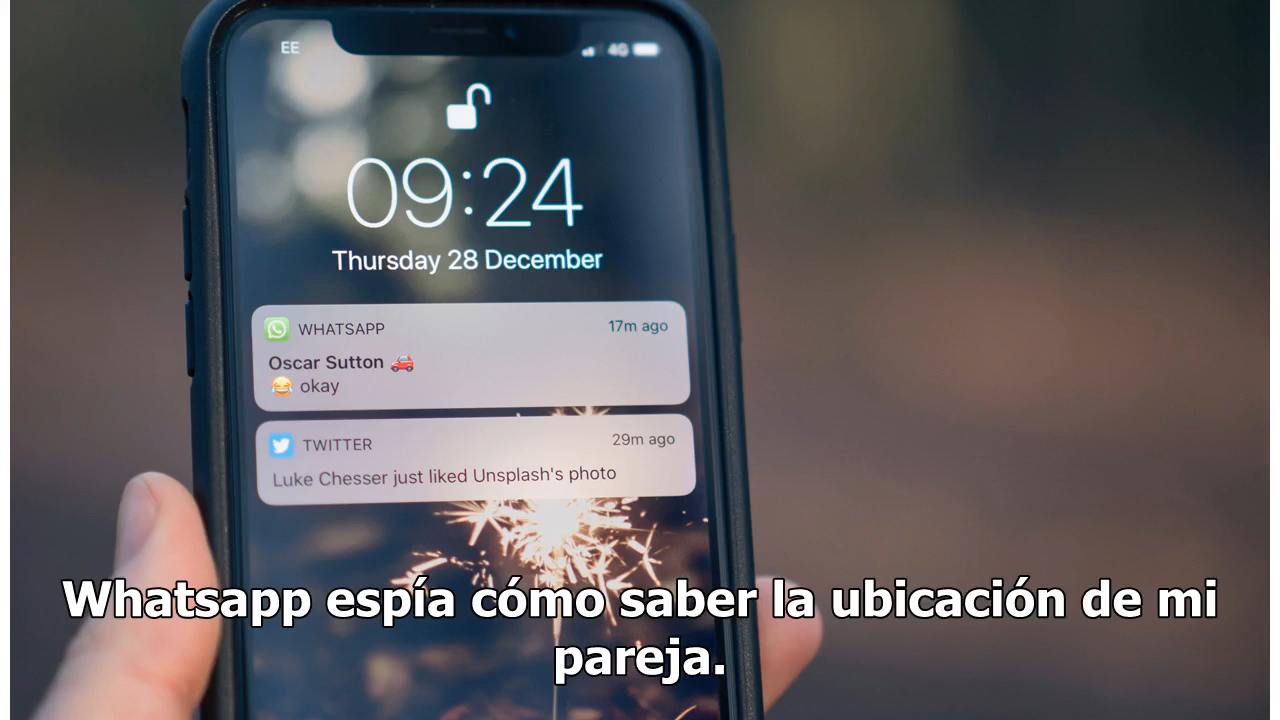 EE
4G
09:24
Thursday 28 December
WHATSAPP 17m ago
Oscar Sutton 🚗
😂 okay
TWITTER 29m ago
Luke Chesser just liked Unsplash's photo
Whatsapp espía cómo saber la ubicación de mi
pareja.